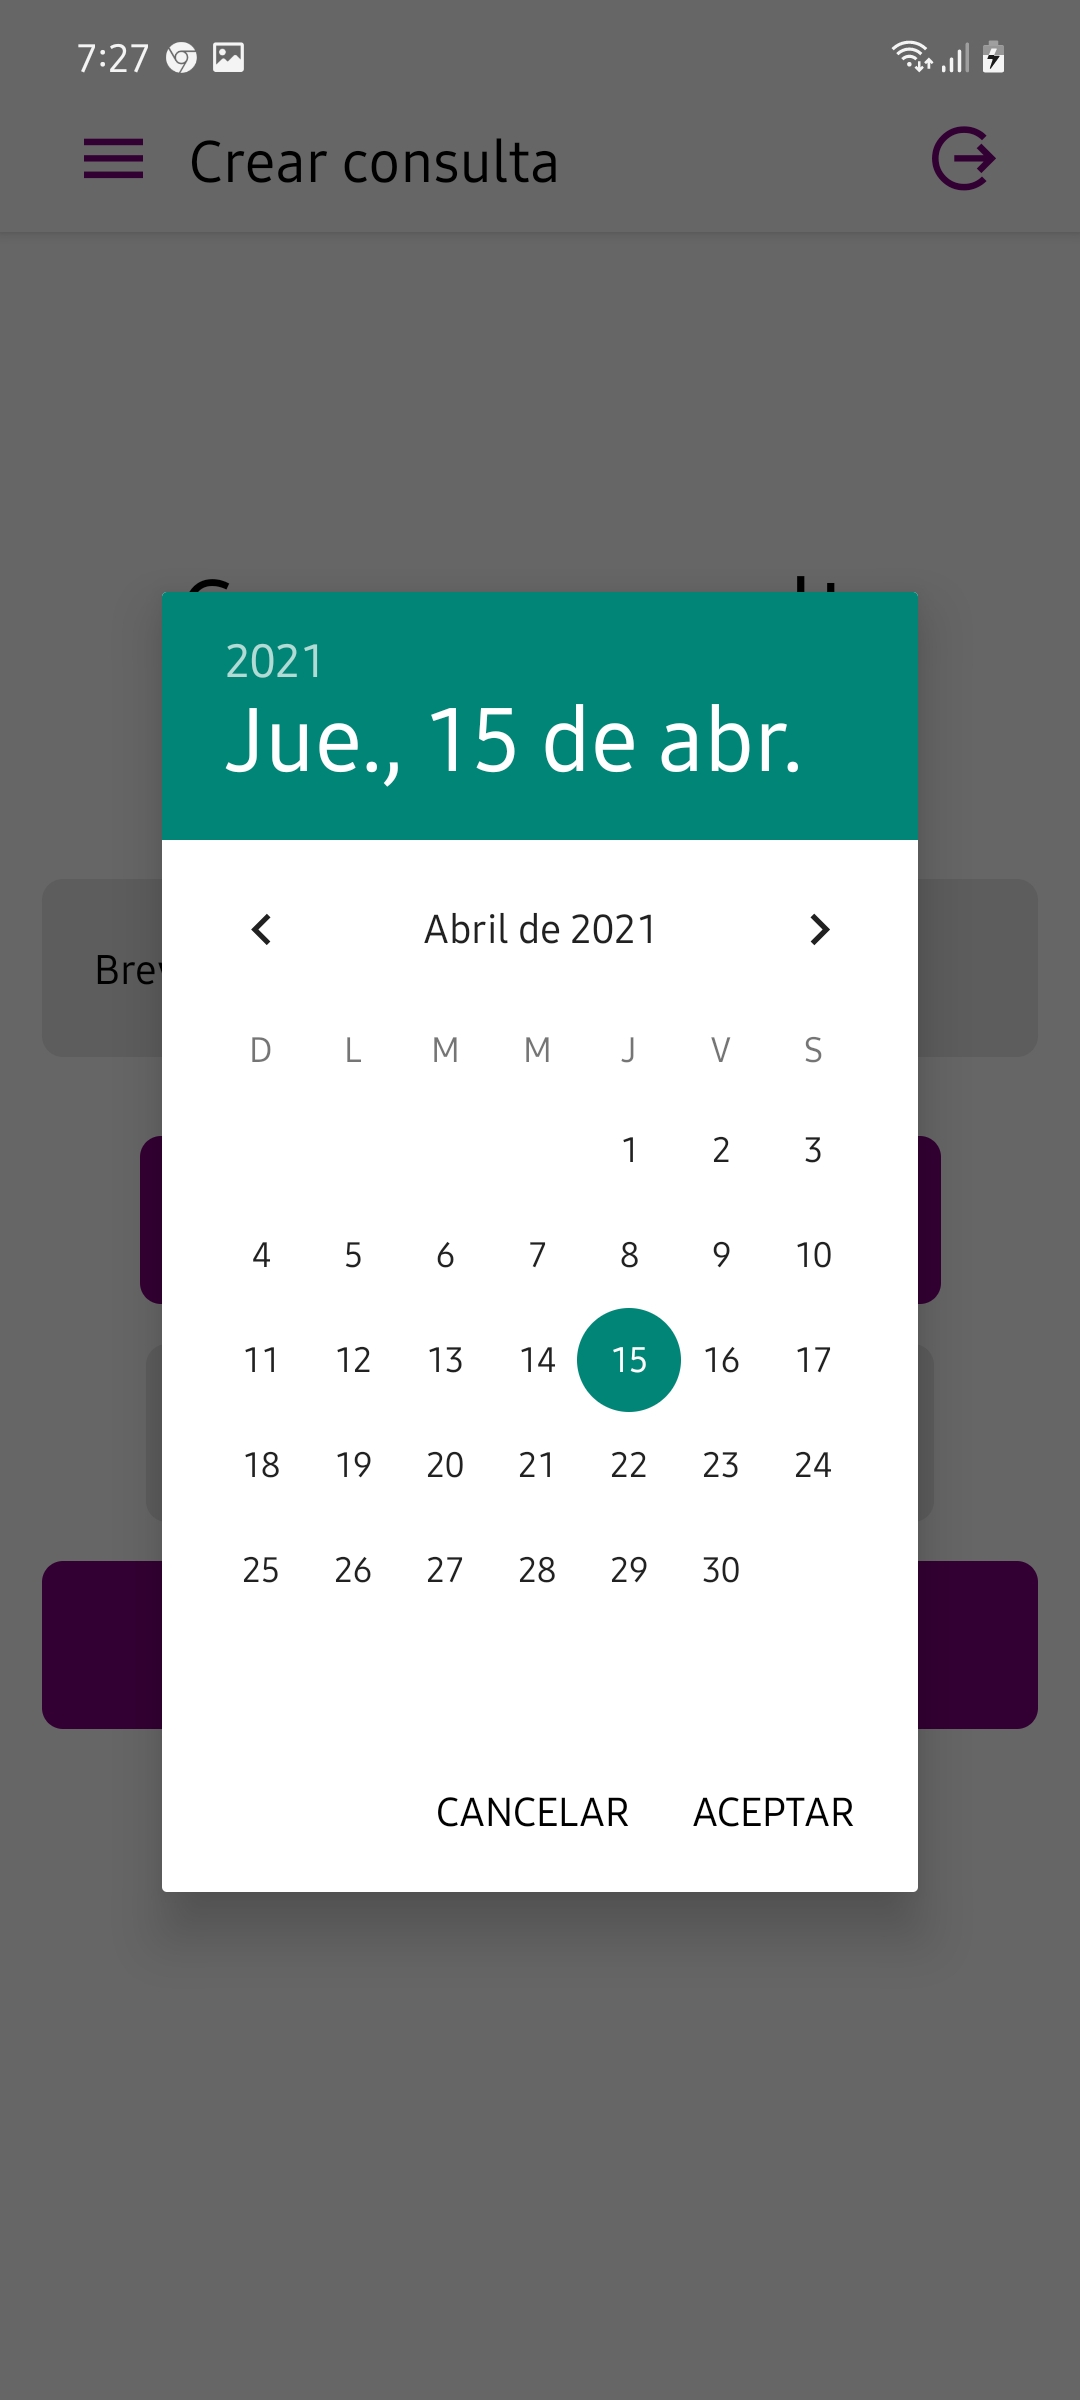 7:27
Crear consulta
2021
Jue., 15 de abr.
Abril de 2021
D L M M J V S
1 2 3
4 5 6 7 8 9 10
11 12 13 14 15 16 17
18 19 20 21 22 23 24
25 26 27 28 29 30
CANCELAR ACEPTAR